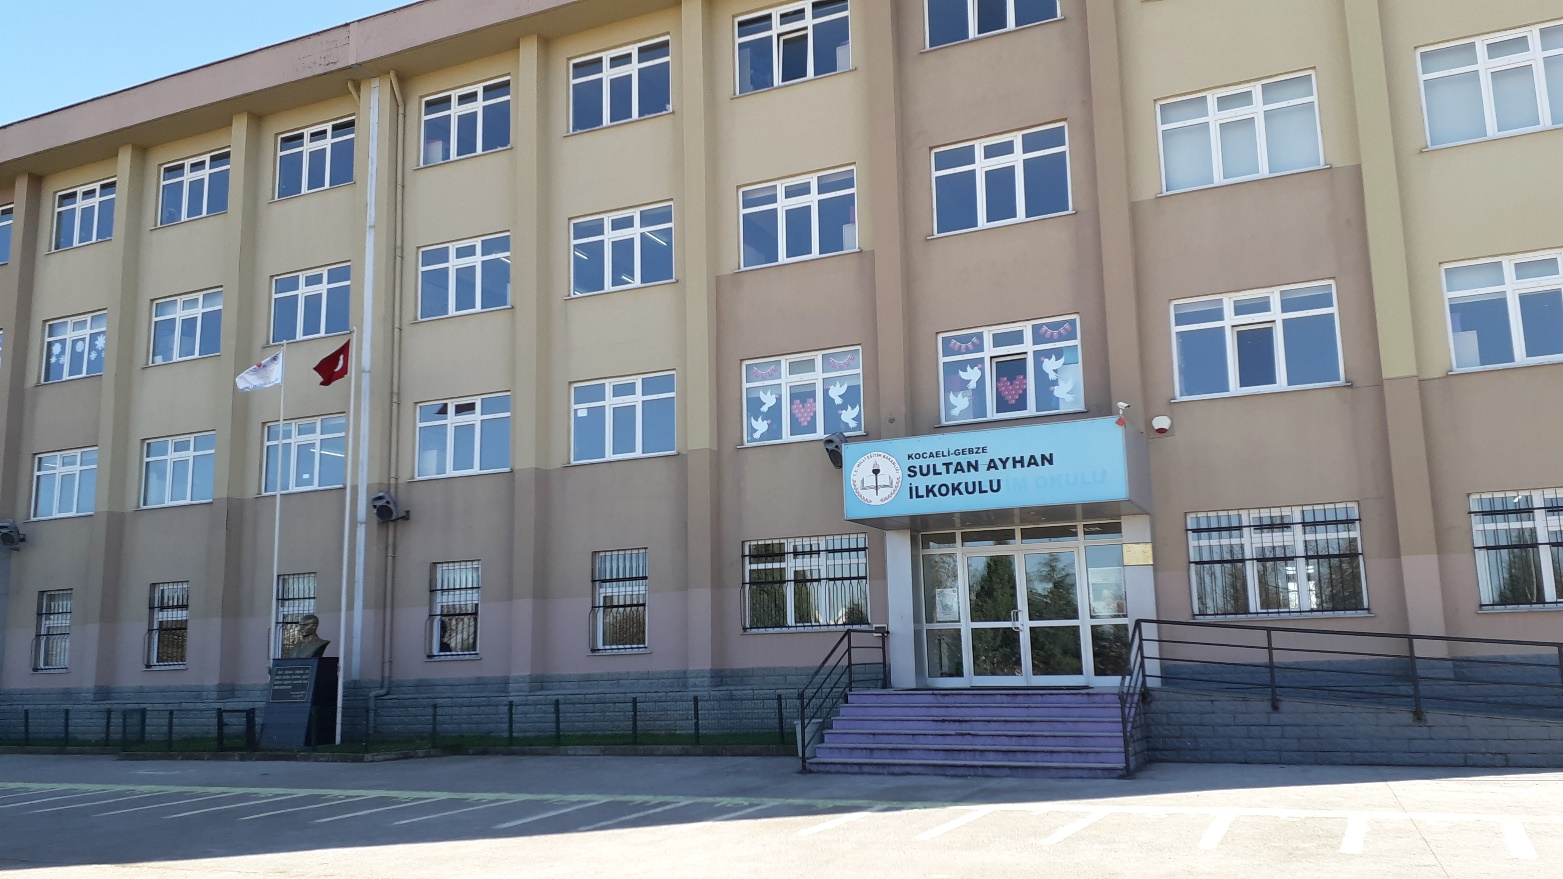 KOCAELİ-GEBZE
SULTAN AYHAN
İLKOKULU